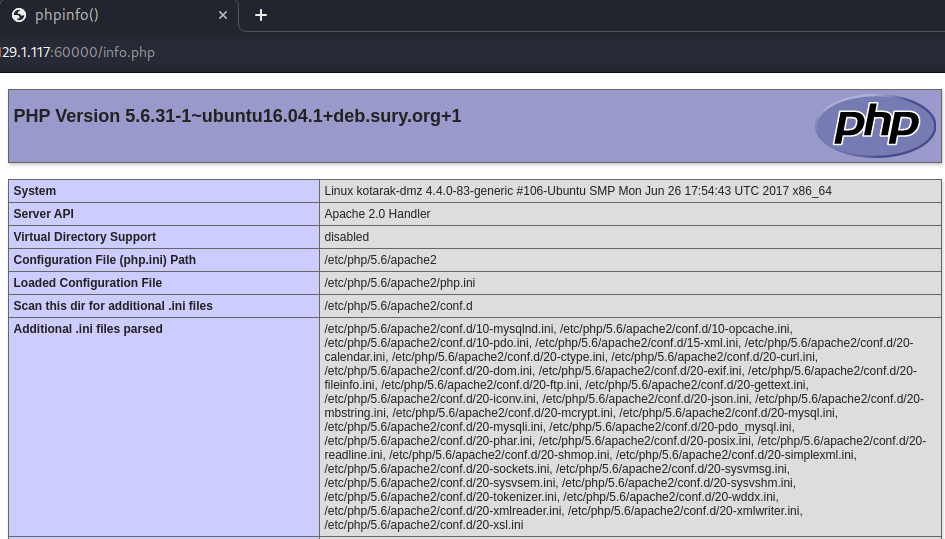 phpinfo()
29.1.117:60000/info.php
PHP Version 5.6.31-1~ubuntu16.04.1+deb.sury.org+1
php
System Linux kotarak-dmz 4.4.0-83-generic #106-Ubuntu SMP Mon Jun 26 17:54:43 UTC 2017 x86_64
Server API Apache 2.0 Handler
Virtual Directory Support disabled
Configuration File (php.ini) Path /etc/php/5.6/apache2
Loaded Configuration File /etc/php/5.6/apache2/php.ini
Scan this dir for additional .ini files /etc/php/5.6/apache2/conf.d
Additional .ini files parsed /etc/php/5.6/apache2/conf.d/10-mysqlnd.ini, /etc/php/5.6/apache2/conf.d/10-opcache.ini,
/etc/php/5.6/apache2/conf.d/10-pdo.ini, /etc/php/5.6/apache2/conf.d/15-xml.ini, /etc/php/5.6/apache2/conf.d/20-
calendar.ini, /etc/php/5.6/apache2/conf.d/20-ctype.ini, /etc/php/5.6/apache2/conf.d/20-curl.ini,
/etc/php/5.6/apache2/conf.d/20-dom.ini, /etc/php/5.6/apache2/conf.d/20-exif.ini, /etc/php/5.6/apache2/conf.d/20-
fileinfo.ini, /etc/php/5.6/apache2/conf.d/20-ftp.ini, /etc/php/5.6/apache2/conf.d/20-gettext.ini,
/etc/php/5.6/apache2/conf.d/20-iconv.ini, /etc/php/5.6/apache2/conf.d/20-json.ini, /etc/php/5.6/apache2/conf.d/20-
mbstring.ini, /etc/php/5.6/apache2/conf.d/20-mcrypt.ini, /etc/php/5.6/apache2/conf.d/20-mysql.ini,
/etc/php/5.6/apache2/conf.d/20-mysqli.ini, /etc/php/5.6/apache2/conf.d/20-pdo_mysql.ini,
/etc/php/5.6/apache2/conf.d/20-phar.ini, /etc/php/5.6/apache2/conf.d/20-posix.ini, /etc/php/5.6/apache2/conf.d/20-
readline.ini, /etc/php/5.6/apache2/conf.d/20-shmop.ini, /etc/php/5.6/apache2/conf.d/20-simplexml.ini,
/etc/php/5.6/apache2/conf.d/20-sockets.ini, /etc/php/5.6/apache2/conf.d/20-sysvmsg.ini,
/etc/php/5.6/apache2/conf.d/20-sysvsem.ini, /etc/php/5.6/apache2/conf.d/20-sysvshm.ini,
/etc/php/5.6/apache2/conf.d/20-tokenizer.ini, /etc/php/5.6/apache2/conf.d/20-wddx.ini,
/etc/php/5.6/apache2/conf.d/20-xmlreader.ini, /etc/php/5.6/apache2/conf.d/20-xmlwriter.ini,
/etc/php/5.6/apache2/conf.d/20-xsl.ini